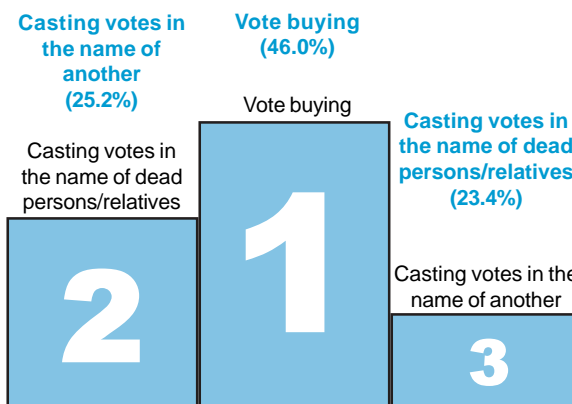 Casting votes in
the name of
another
(25.2%)
Casting votes in
the name of dead
persons/relatives
2
Vote buying
(46.0%)
Vote buying
1
Casting votes in
the name of dead
persons/relatives
(23.4%)
Casting votes in the
name of another
3